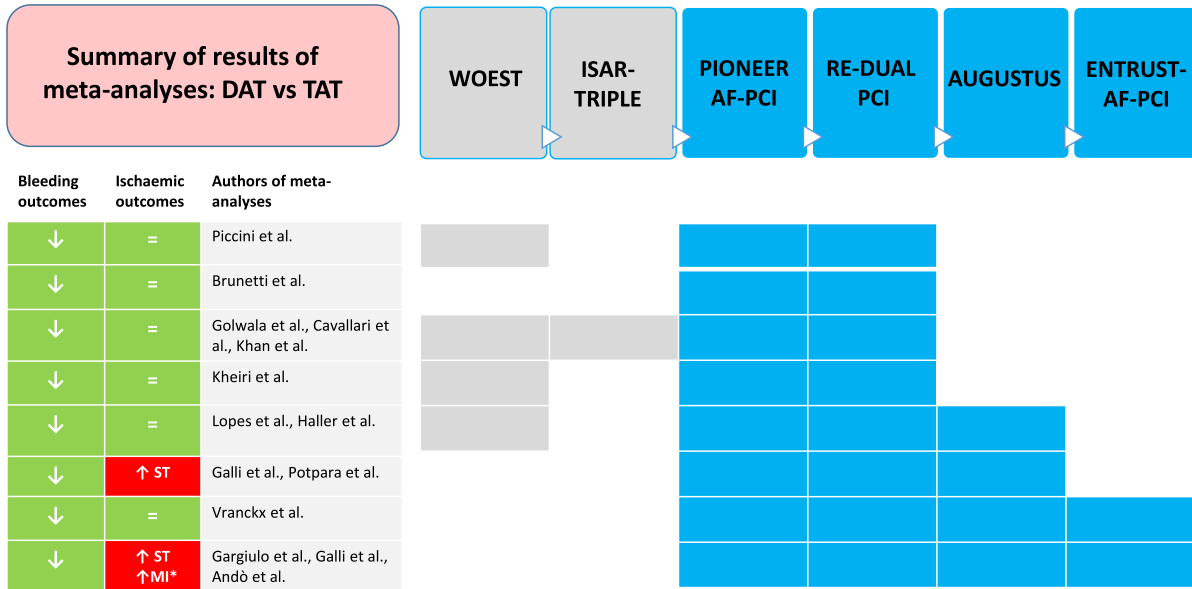 Summary of results of
meta-analyses: DAT vs TAT
WOEST
ISAR-
TRIPLE
PIONEER
AF-PCI
RE-DUAL
PCI
AUGUSTUS
ENTRUST-
AF-PCI
Bleeding
outcomes
Ischaemic
outcomes
Authors of meta-
analyses
↓
=
Piccini et al.
↓
=
Brunetti et al.
↓
=
Golwala et al., Cavallari et
al., Khan et al.
↓
=
Kheiri et al.
↓
=
Lopes et al., Haller et al.
↓
↑ ST
Galli et al., Potpara et al.
↓
=
Vranckx et al.
↓
↑ ST
↑MI*
Gargiulo et al., Galli et al.,
Andò et al.